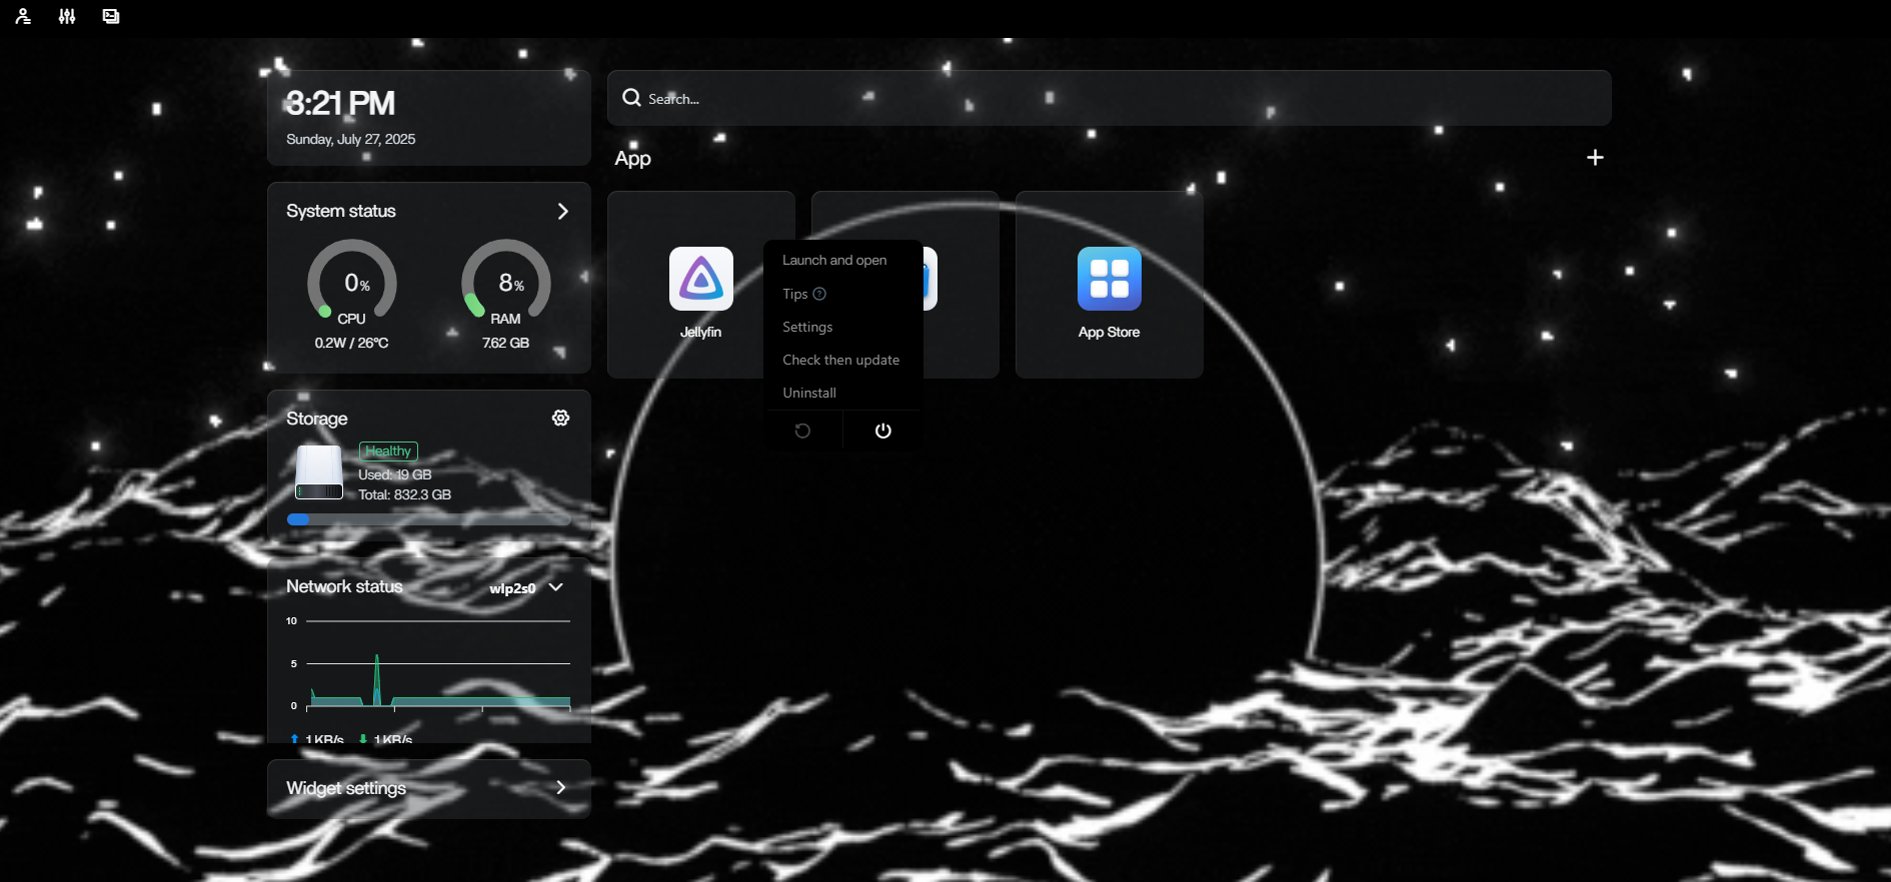 3:21 PM
Sunday, July 27, 2025
Search...
App
System status
0%
CPU
0.2W / 26°C
8%
RAM
7.62 GB
Jellyfin
Launch and open
Tips
Settings
Check then update
Uninstall
App Store
Storage
Healthy
Used: 19 GB
Total: 832.3 GB
Network status
wlp2s0
10
5
0
1 KB/s
1 KB/s
Widget settings